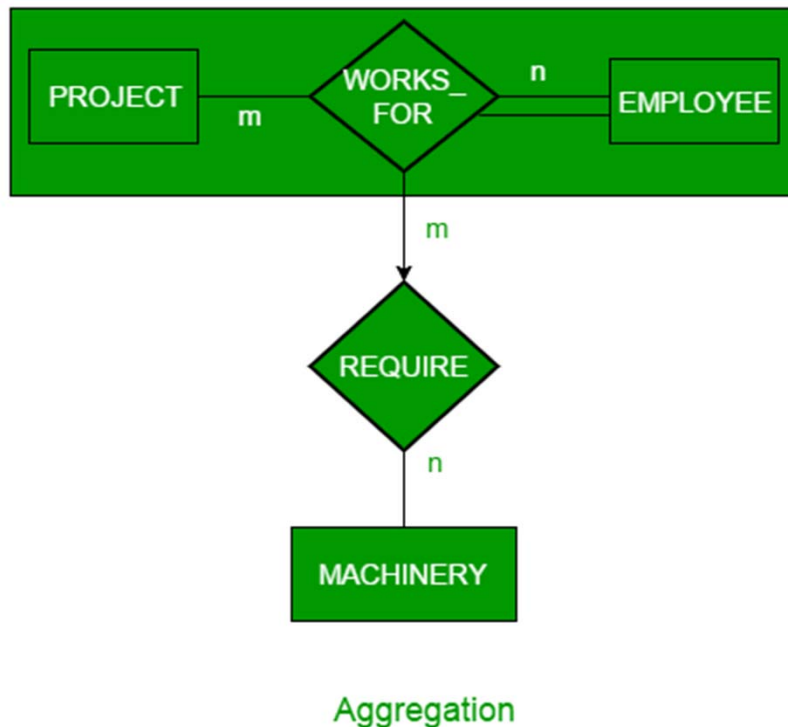 PROJECT
m
WORKS_
FOR
n
EMPLOYEE
m
REQUIRE
n
MACHINERY
Aggregation